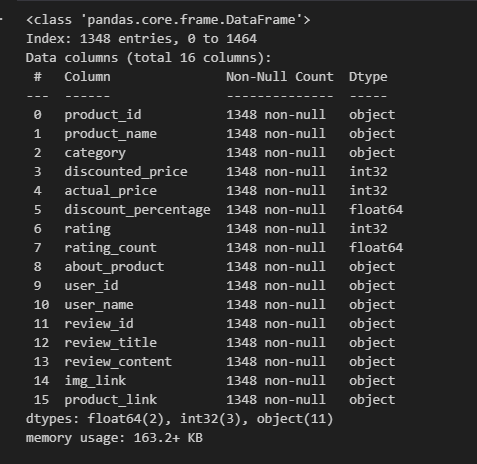 <class 'pandas.core.frame.DataFrame'>
Index: 1348 entries, 0 to 1464
Data columns (total 16 columns):
 #   Column               Non-Null Count  Dtype
---  ------               --------------  -----
 0   product_id           1348 non-null   object
 1   product_name         1348 non-null   object
 2   category             1348 non-null   object
 3   discounted_price     1348 non-null   int32
 4   actual_price         1348 non-null   int32
 5   discount_percentage  1348 non-null   float64
 6   rating               1348 non-null   int32
 7   rating_count         1348 non-null   float64
 8   about_product        1348 non-null   object
 9   user_id              1348 non-null   object
 10  user_name            1348 non-null   object
 11  review_id            1348 non-null   object
 12  review_title         1348 non-null   object
 13  review_content       1348 non-null   object
 14  img_link             1348 non-null   object
 15  product_link         1348 non-null   object
dtypes: float64(2), int32(3), object(11)
memory usage: 163.2+ KB